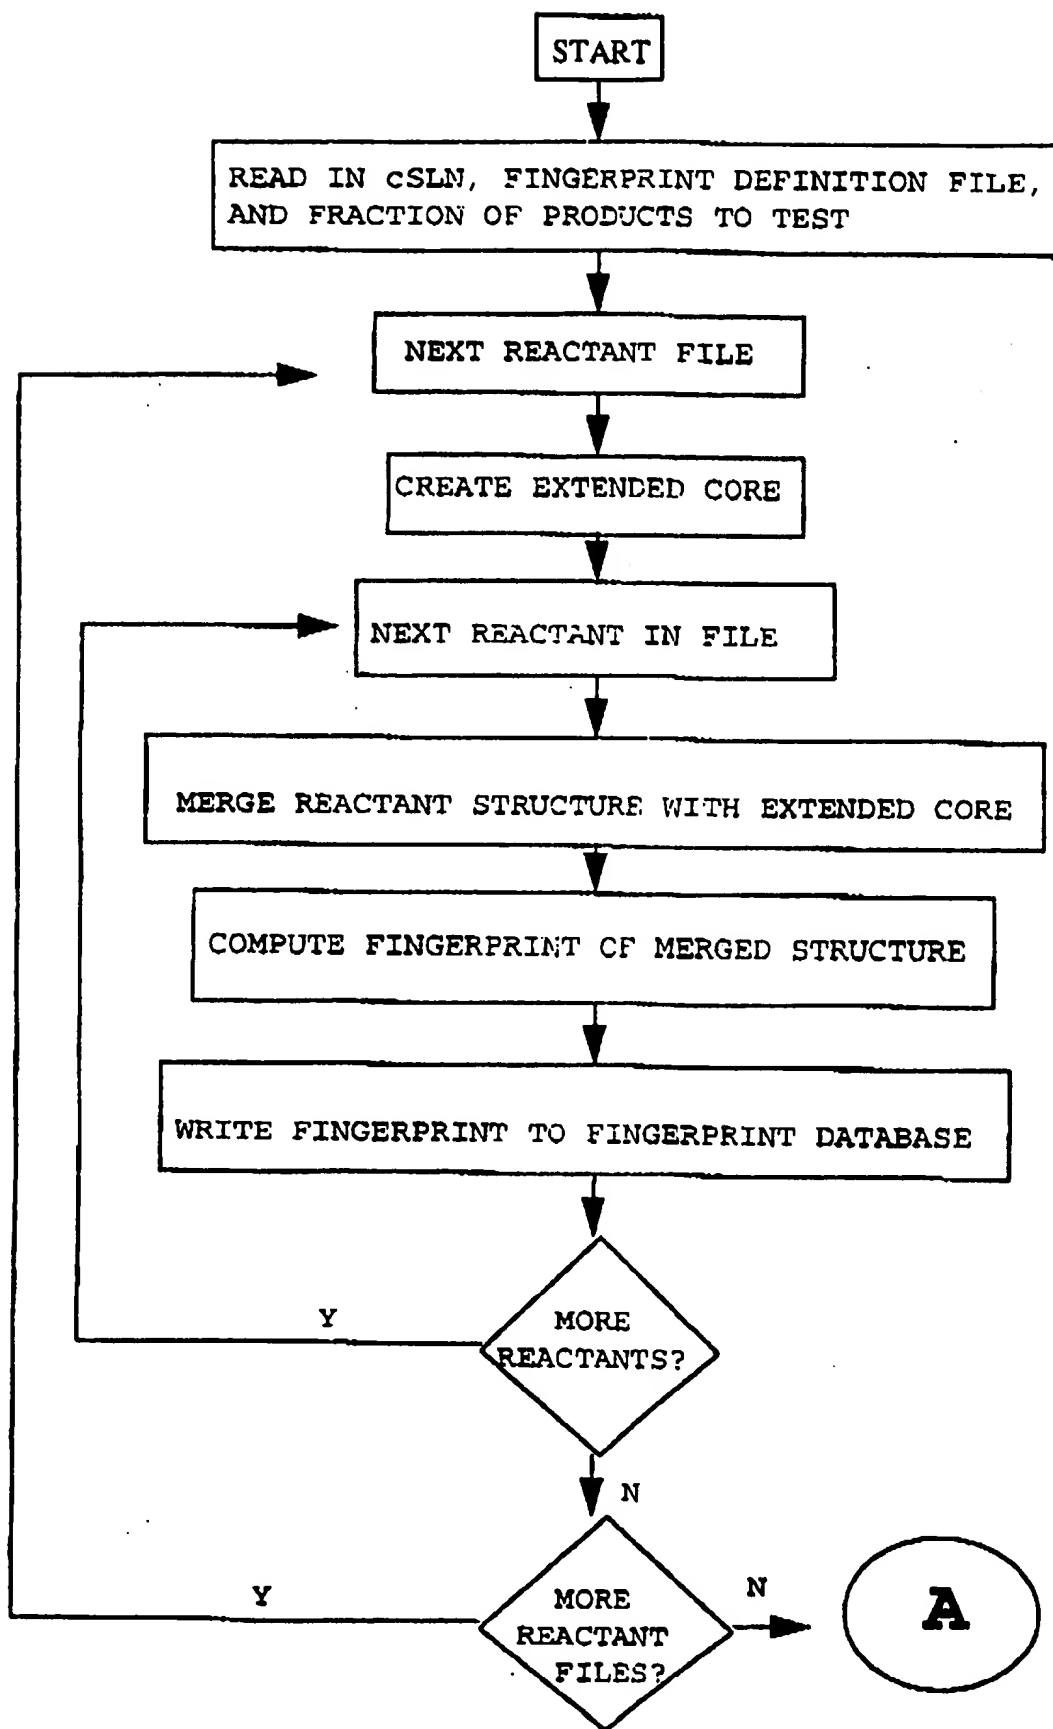 START
READ IN cSLN, FINGERPRINT DEFINITION FILE,
AND FRACTION OF PRODUCTS TO TEST
NEXT REACTANT FILE
CREATE EXTENDED CORE
NEXT REACTANT IN FILE
MERGE REACTANT STRUCTURE WITH EXTENDED CORE
COMPUTE FINGERPRINT OF MERGED STRUCTURE
WRITE FINGERPRINT TO FINGERPRINT DATABASE
Y
MORE
REACTANTS?
N
Y
MORE
REACTANT
FILES?
N
A